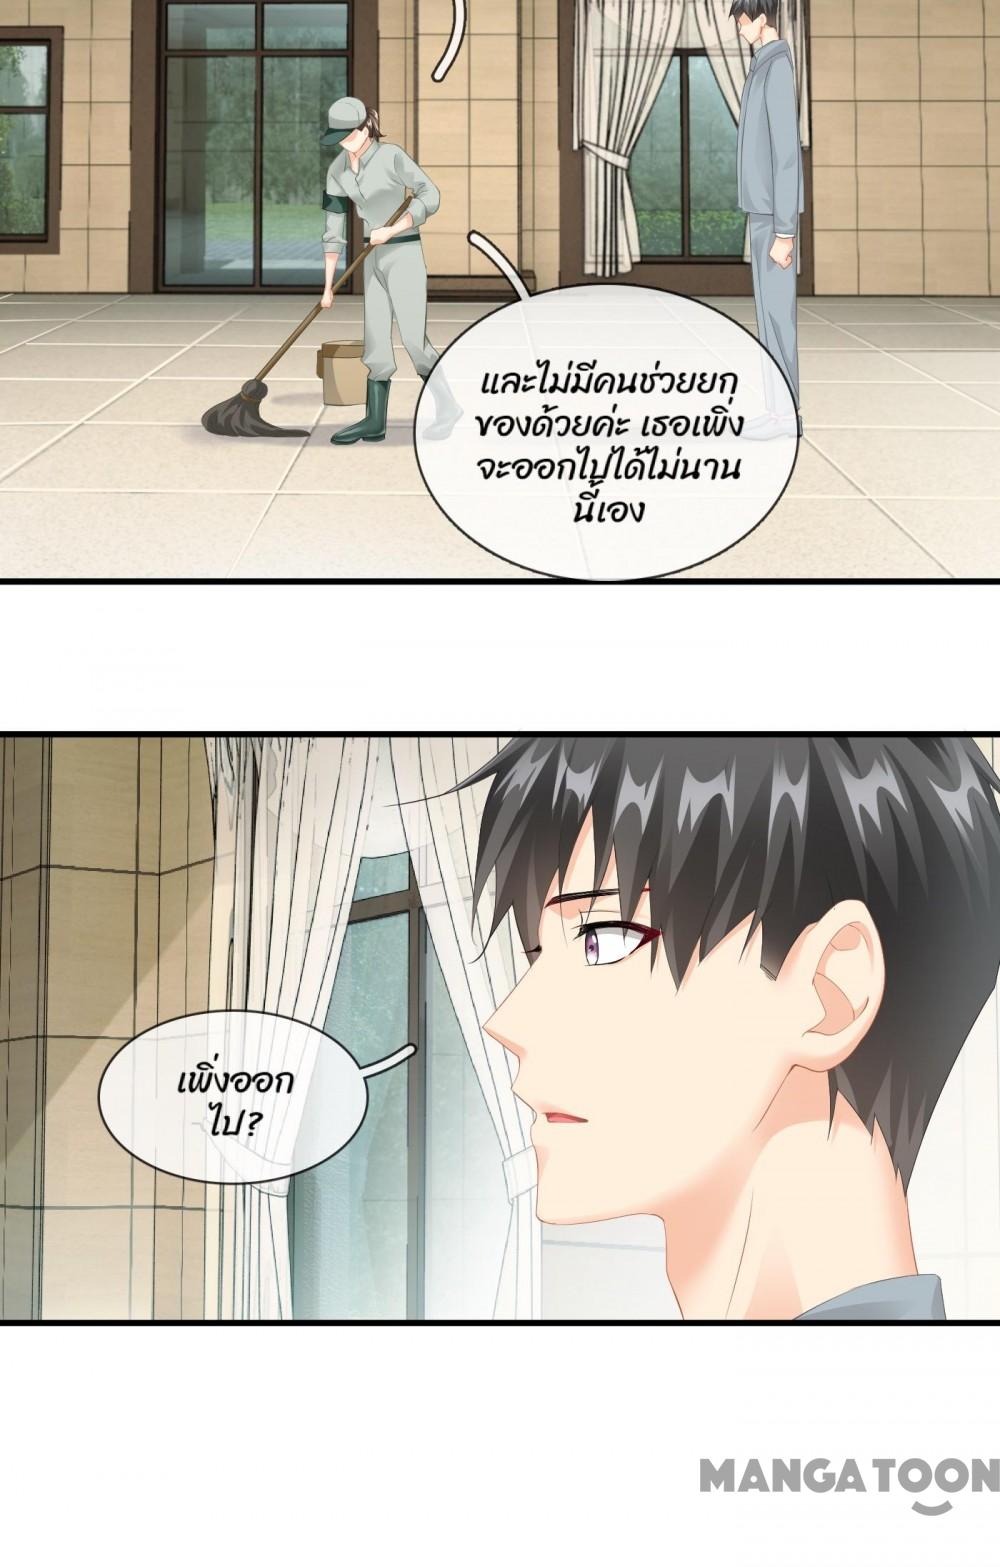 และไม่มีคนช่วยยก
ของด้วยค่ะ เธอเพิ่ง
จะออกไปได้ไม่นาน
นี้เอง
เพิ่งออก
ไป?
MANGATOON